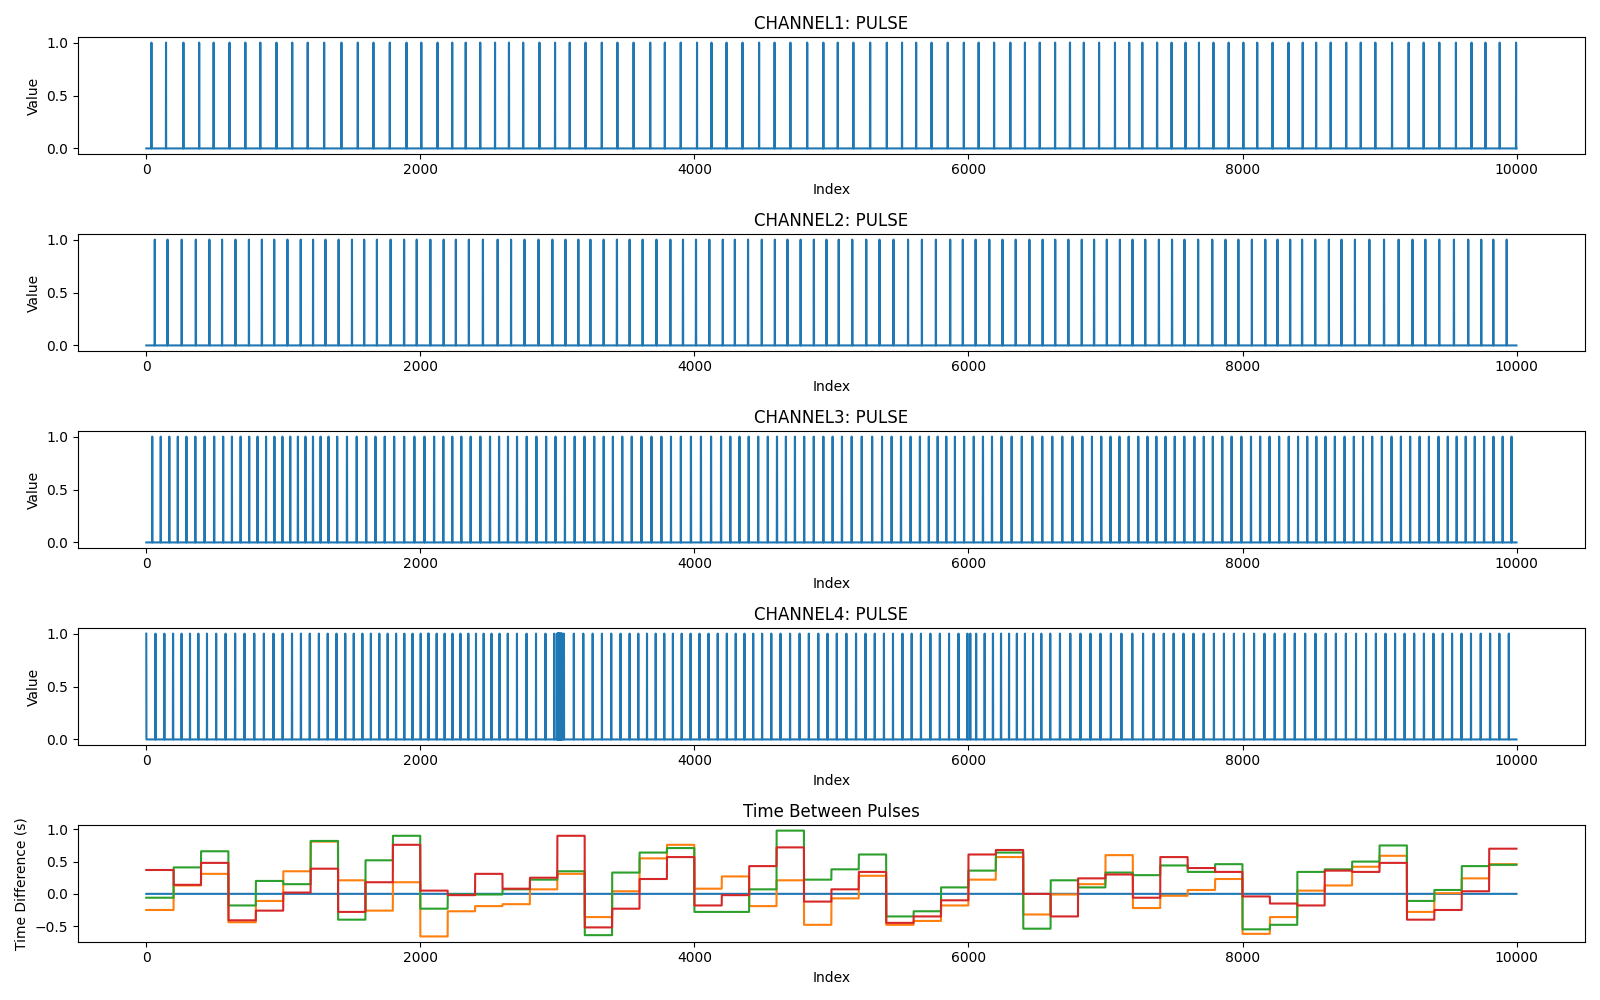 CHANNEL1: PULSE
1.0
0.5
0.0
Value
0 2000 4000 6000 8000 10000
Index
CHANNEL2: PULSE
1.0
0.5
0.0
Value
0 2000 4000 6000 8000 10000
Index
CHANNEL3: PULSE
1.0
0.5
0.0
Value
0 2000 4000 6000 8000 10000
Index
CHANNEL4: PULSE
1.0
0.5
0.0
Value
0 2000 4000 6000 8000 10000
Index
Time Between Pulses
1.0
0.5
0.0
−0.5
Time Difference (s)
0 2000 4000 6000 8000 10000
Index